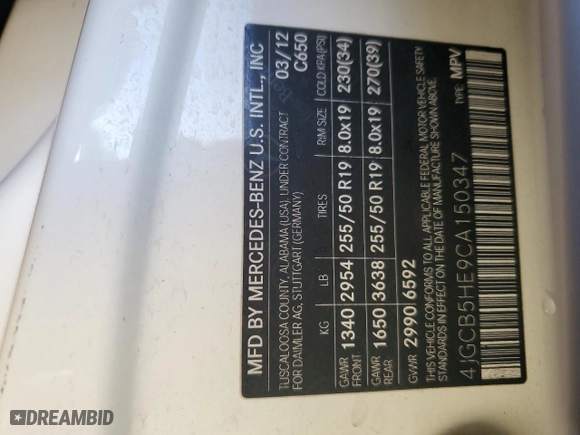 MFD BY MERCEDES-BENZ U.S. INTL., INC
TUSCALOOSA COUNTY, ALABAMA (USA), UNDER CONTRACT 03/12
FOR DAIMLER AG, STUTTGART (GERMANY) C650
KG LB TIRES RIM SIZE COLD KPA (PSI)
GAWR FRONT 1340 2954 255/50 R19 8.0x19 230(34)
GAWR REAR 1650 3638 255/50 R19 8.0x19 270(39)
GVWR 2990 6592
THIS VEHICLE CONFORMS TO ALL APPLICABLE FEDERAL MOTOR VEHICLE SAFETY
STANDARDS IN EFFECT ON THE DATE OF MANUFACTURE SHOWN ABOVE.
4JGCB5HE9CA150347 TYPE: MPV
DREAMBID